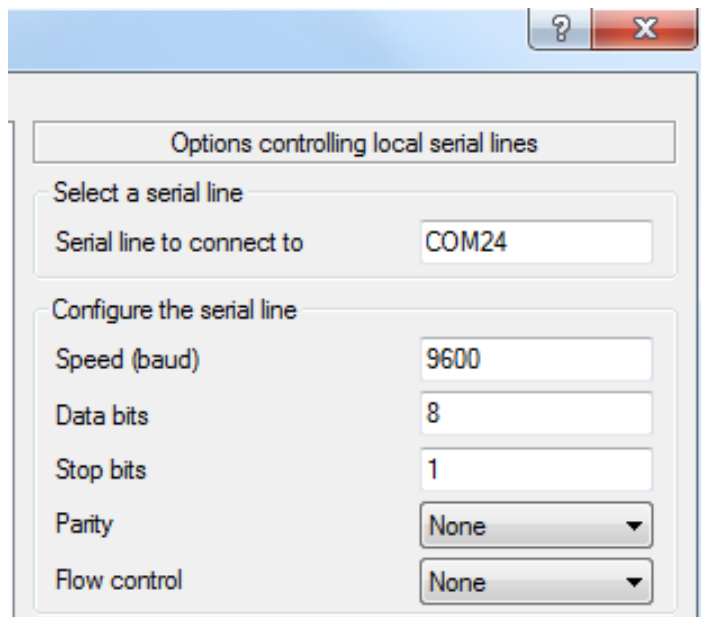 ?
x
Options controlling local serial lines
Select a serial line
Serial line to connect to COM24
Configure the serial line
Speed (baud) 9600
Data bits 8
Stop bits 1
Parity None
Flow control None